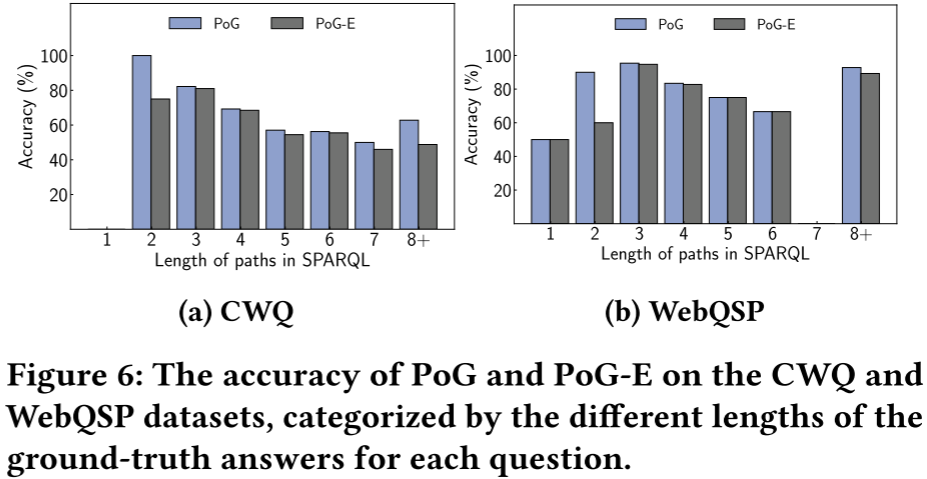 PoG PoG-E
Accuracy (%)
100
80
60
40
20
1 2 3 4 5 6 7 8+
Length of paths in SPARQL
(a) CWQ
PoG PoG-E
Accuracy (%)
100
80
60
40
20
1 2 3 4 5 6 7 8+
Length of paths in SPARQL
(b) WebQSP
Figure 6: The accuracy of PoG and PoG-E on the CWQ and
WebQSP datasets, categorized by the different lengths of the
ground-truth answers for each question.